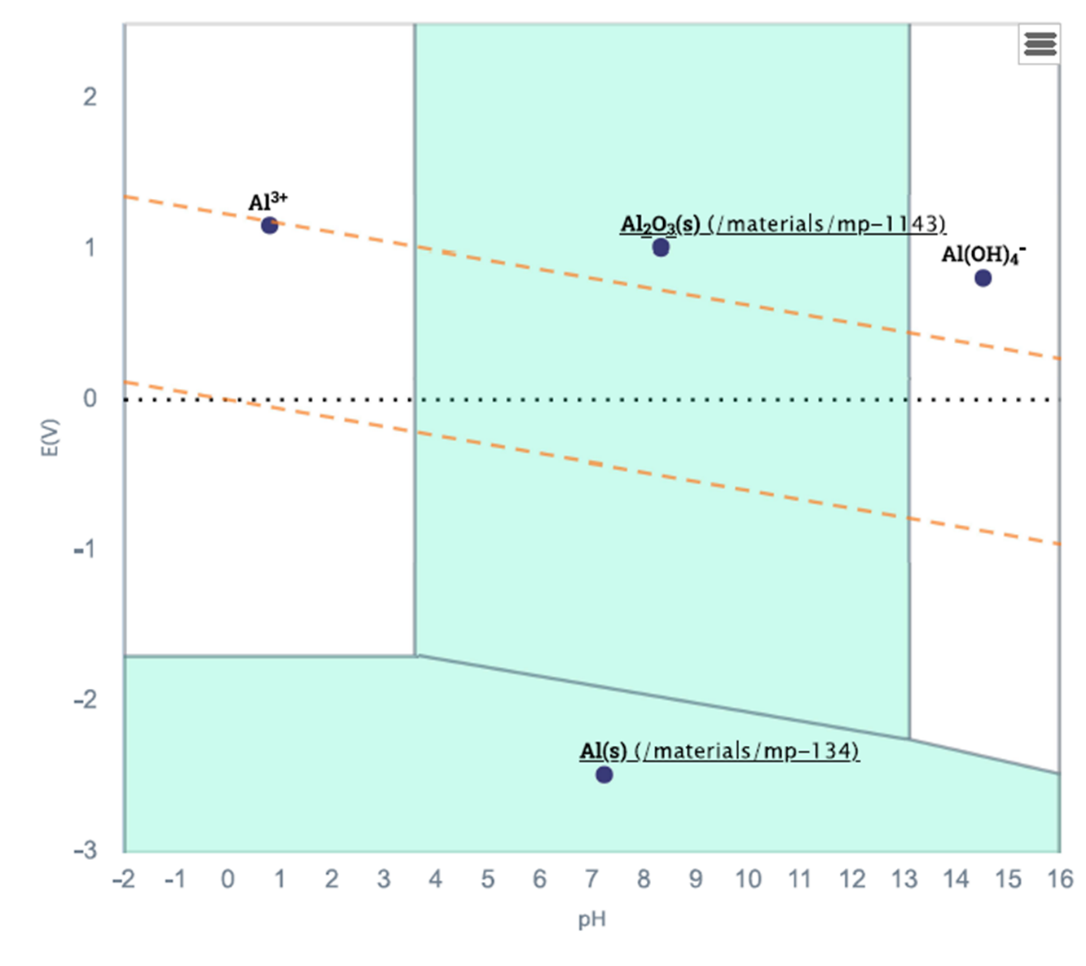 2
Al³⁺
Al₂O₃(s) (/materials/mp-1143)
1
Al(OH)₄⁻
0
E(V)
-1
-2
Al(s) (/materials/mp-134)
-3
-2 -1 0 1 2 3 4 5 6 7 8 9 10 11 12 13 14 15 16
pH